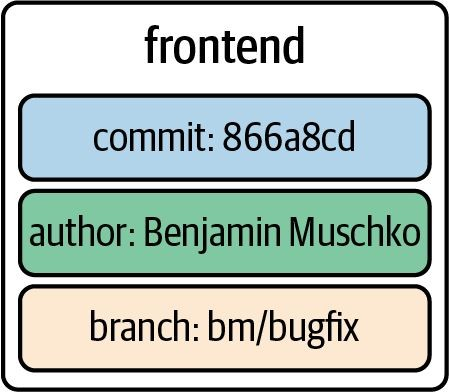 frontend
commit: 866a8cd
author: Benjamin Muschko
branch: bm/bugfix